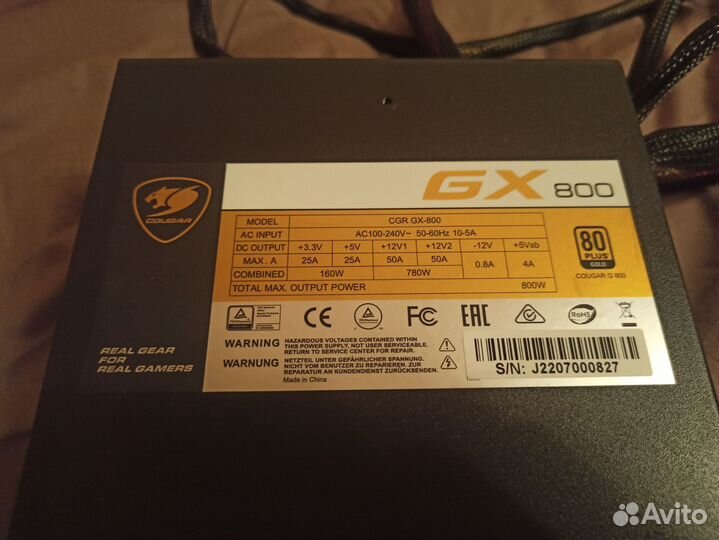 GX 800
COUGAR
MODEL CGR GX-800
AC INPUT AC100-240V~ 50-60Hz 10-5A
DC OUTPUT +3.3V +5V +12V1 +12V2 -12V +5Vsb
MAX. A 25A 25A 50A 50A 0.8A 4A
COMBINED 160W 780W
TOTAL MAX. OUTPUT POWER 800W
80
PLUS
GOLD
COUGAR G 800
CE FC EAC RoHS
REAL GEAR
FOR
REAL GAMERS
WARNING HAZARDOUS VOLTAGES CONTAINED WITHIN
THIS POWER SUPPLY, NOT USER SERVICEABLE.
RETURN TO SERVICE CENTER FOR REPAIR.
WARNUNG NETZTEIL UNTER GEFÄHRLICHER SPANNUNG.
NICHT VOM BENUTZER ZU REPARIEREN. ZUR
REPARATUR AN KUNDENDIENST WENDEN.
Made in China
S/N: J2207000827
Avito